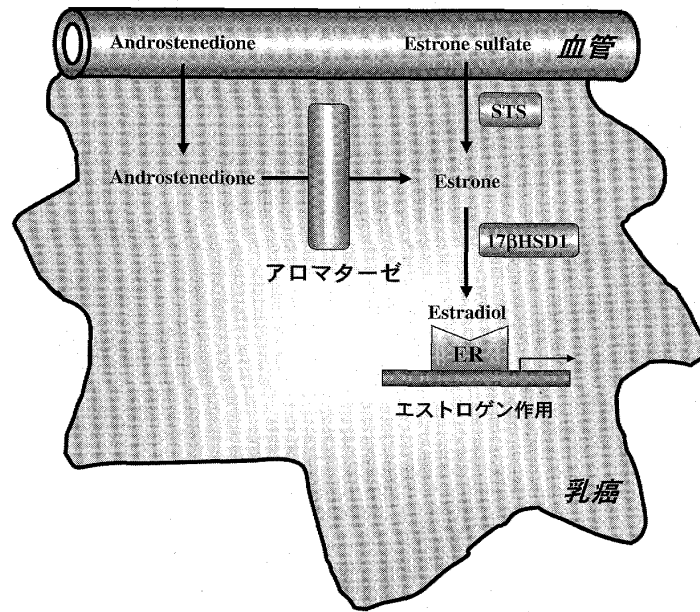 Androstenedione
Estrone sulfate
血管
STS
Androstenedione
Estrone
17βHSD1
アロマターゼ
Estradiol
ER
エストロゲン作用
乳癌